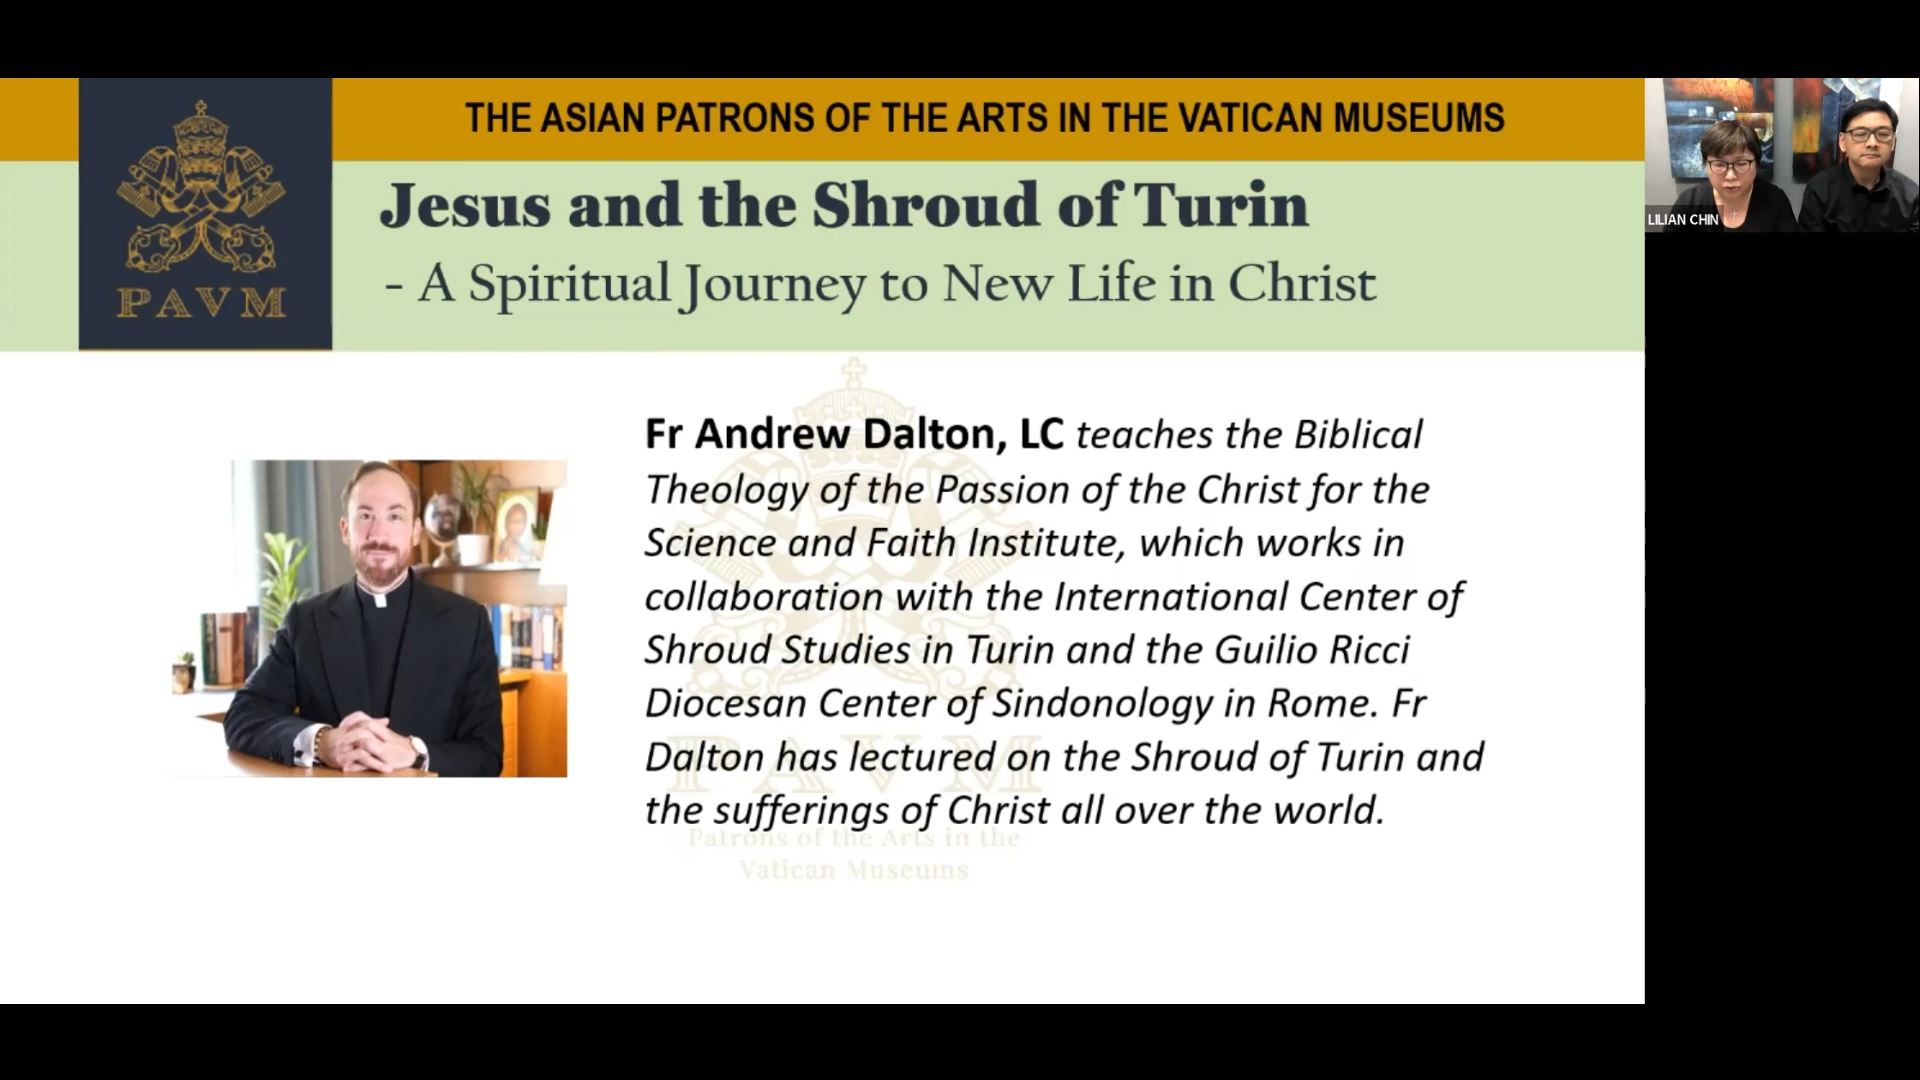 THE ASIAN PATRONS OF THE ARTS IN THE VATICAN MUSEUMS
PAVM
Jesus and the Shroud of Turin
- A Spiritual Journey to New Life in Christ
LILIAN CHIN
Fr Andrew Dalton, LC teaches the Biblical
Theology of the Passion of the Christ for the
Science and Faith Institute, which works in
collaboration with the International Center of
Shroud Studies in Turin and the Guilio Ricci
Diocesan Center of Sindonology in Rome. Fr
Dalton has lectured on the Shroud of Turin and
the sufferings of Christ all over the world.
PAVM
Patrons of the Arts in the
Vatican Museums